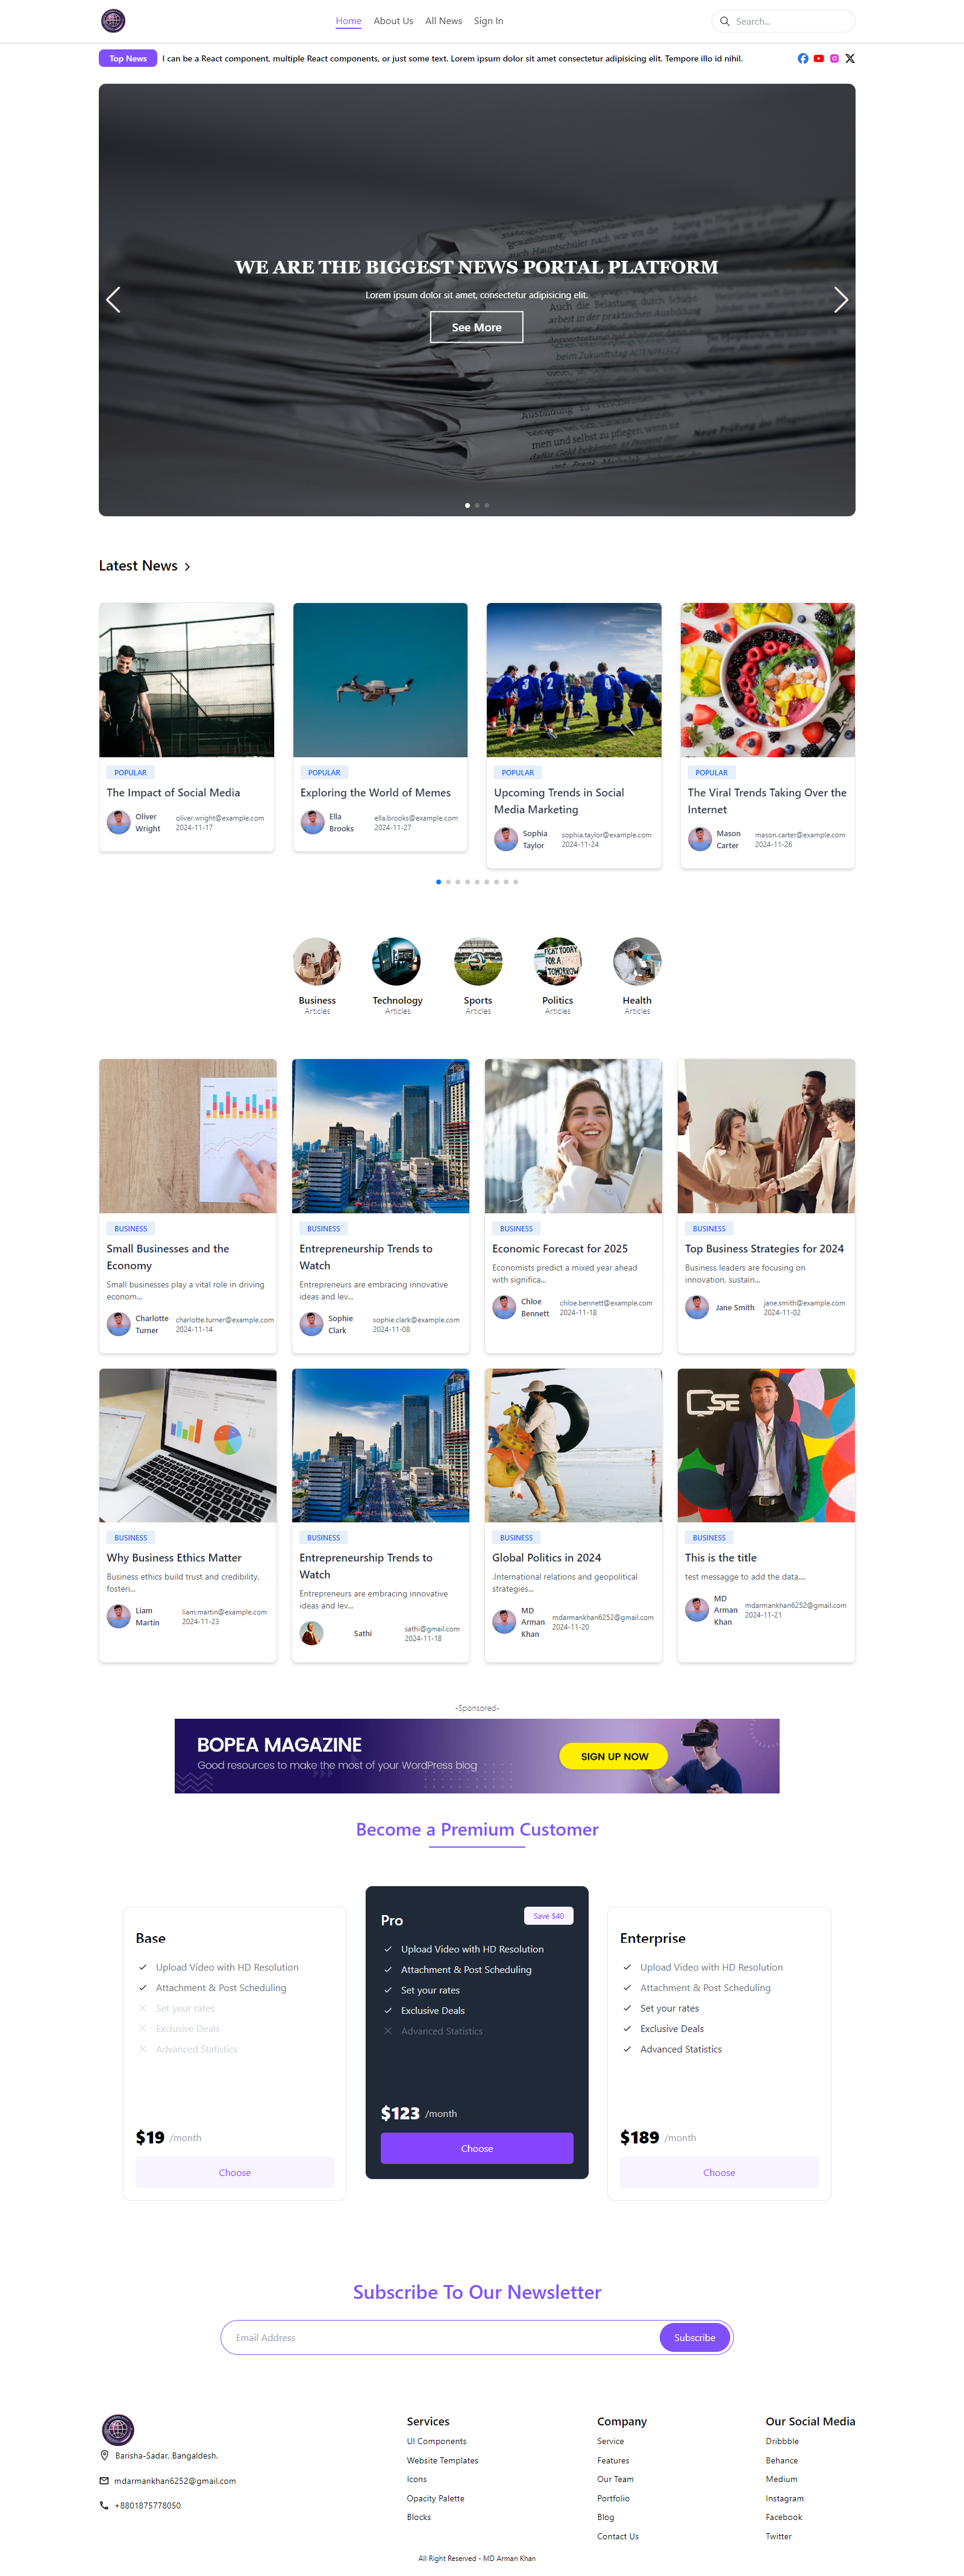 Home About Us All News Sign In
Search...
Top News I can be a React component, multiple React components, or just some text. Lorem ipsum dolor sit amet consectetur adipisicing elit. Tempore illo id nihil.
WE ARE THE BIGGEST NEWS PORTAL PLATFORM
Lorem ipsum dolor sit amet, consectetur adipisicing elit.
See More
Latest News
POPULAR
The Impact of Social Media
Oliver Wright
oliver.wright@example.com
2024-11-17
POPULAR
Exploring the World of Memes
Ella Brooks
ella.brooks@example.com
2024-11-27
POPULAR
Upcoming Trends in Social
Media Marketing
Sophia Taylor
sophia.taylor@example.com
2024-11-24
POPULAR
The Viral Trends Taking Over the
Internet
Mason Carter
mason.carter@example.com
2024-11-26
Business
Articles
Technology
Articles
Sports
Articles
Politics
Articles
Health
Articles
BUSINESS
Small Businesses and the
Economy
Small businesses play a vital role in driving
econom...
Charlotte Turner
charlotte.turner@example.com
2024-11-14
BUSINESS
Entrepreneurship Trends to
Watch
Entrepreneurs are embracing innovative
ideas and lev...
Sophie Clark
sophie.clark@example.com
2024-11-08
BUSINESS
Economic Forecast for 2025
Economists predict a mixed year ahead
with significa...
Chloe Bennett
chloe.bennett@example.com
2024-11-18
BUSINESS
Top Business Strategies for 2024
Business leaders are focusing on
innovation, sustain...
Jane Smith
jane.smith@example.com
2024-11-02
CSE
BUSINESS
Why Business Ethics Matter
Business ethics build trust and credibility,
fosteri...
Liam Martin
liam.martin@example.com
2024-11-23
BUSINESS
Entrepreneurship Trends to
Watch
Entrepreneurs are embracing innovative
ideas and lev...
Sathi
sathi@gmail.com
2024-11-18
BUSINESS
Global Politics in 2024
.International relations and geopolitical
strategies...
MD Arman Khan
mdarmankhan6252@gmail.com
2024-11-20
BUSINESS
This is the title
test messagge to add the data....
MD Arman Khan
mdarmankhan6252@gmail.com
2024-11-21
-Sponsored-
BOPEA MAGAZINE
Good resources to make the most of your WordPress blog
SIGN UP NOW
Become a Premium Customer
Base
Upload Video with HD Resolution
Attachment & Post Scheduling
Set your rates
Exclusive Deals
Advanced Statistics
$19 /month
Choose
Pro
Save $40
Upload Video with HD Resolution
Attachment & Post Scheduling
Set your rates
Exclusive Deals
Advanced Statistics
$123 /month
Choose
Enterprise
Upload Video with HD Resolution
Attachment & Post Scheduling
Set your rates
Exclusive Deals
Advanced Statistics
$189 /month
Choose
Subscribe To Our Newsletter
Email Address
Subscribe
Barisha-Sadar, Bangaldesh.
mdarmankhan6252@gmail.com
+8801875778050
Services
UI Components
Website Templates
Icons
Opacity Palette
Blocks
Company
Service
Features
Our Team
Portfolio
Blog
Contact Us
Our Social Media
Dribbble
Behance
Medium
Instagram
Facebook
Twitter
All Right Reserved - MD Arman Khan